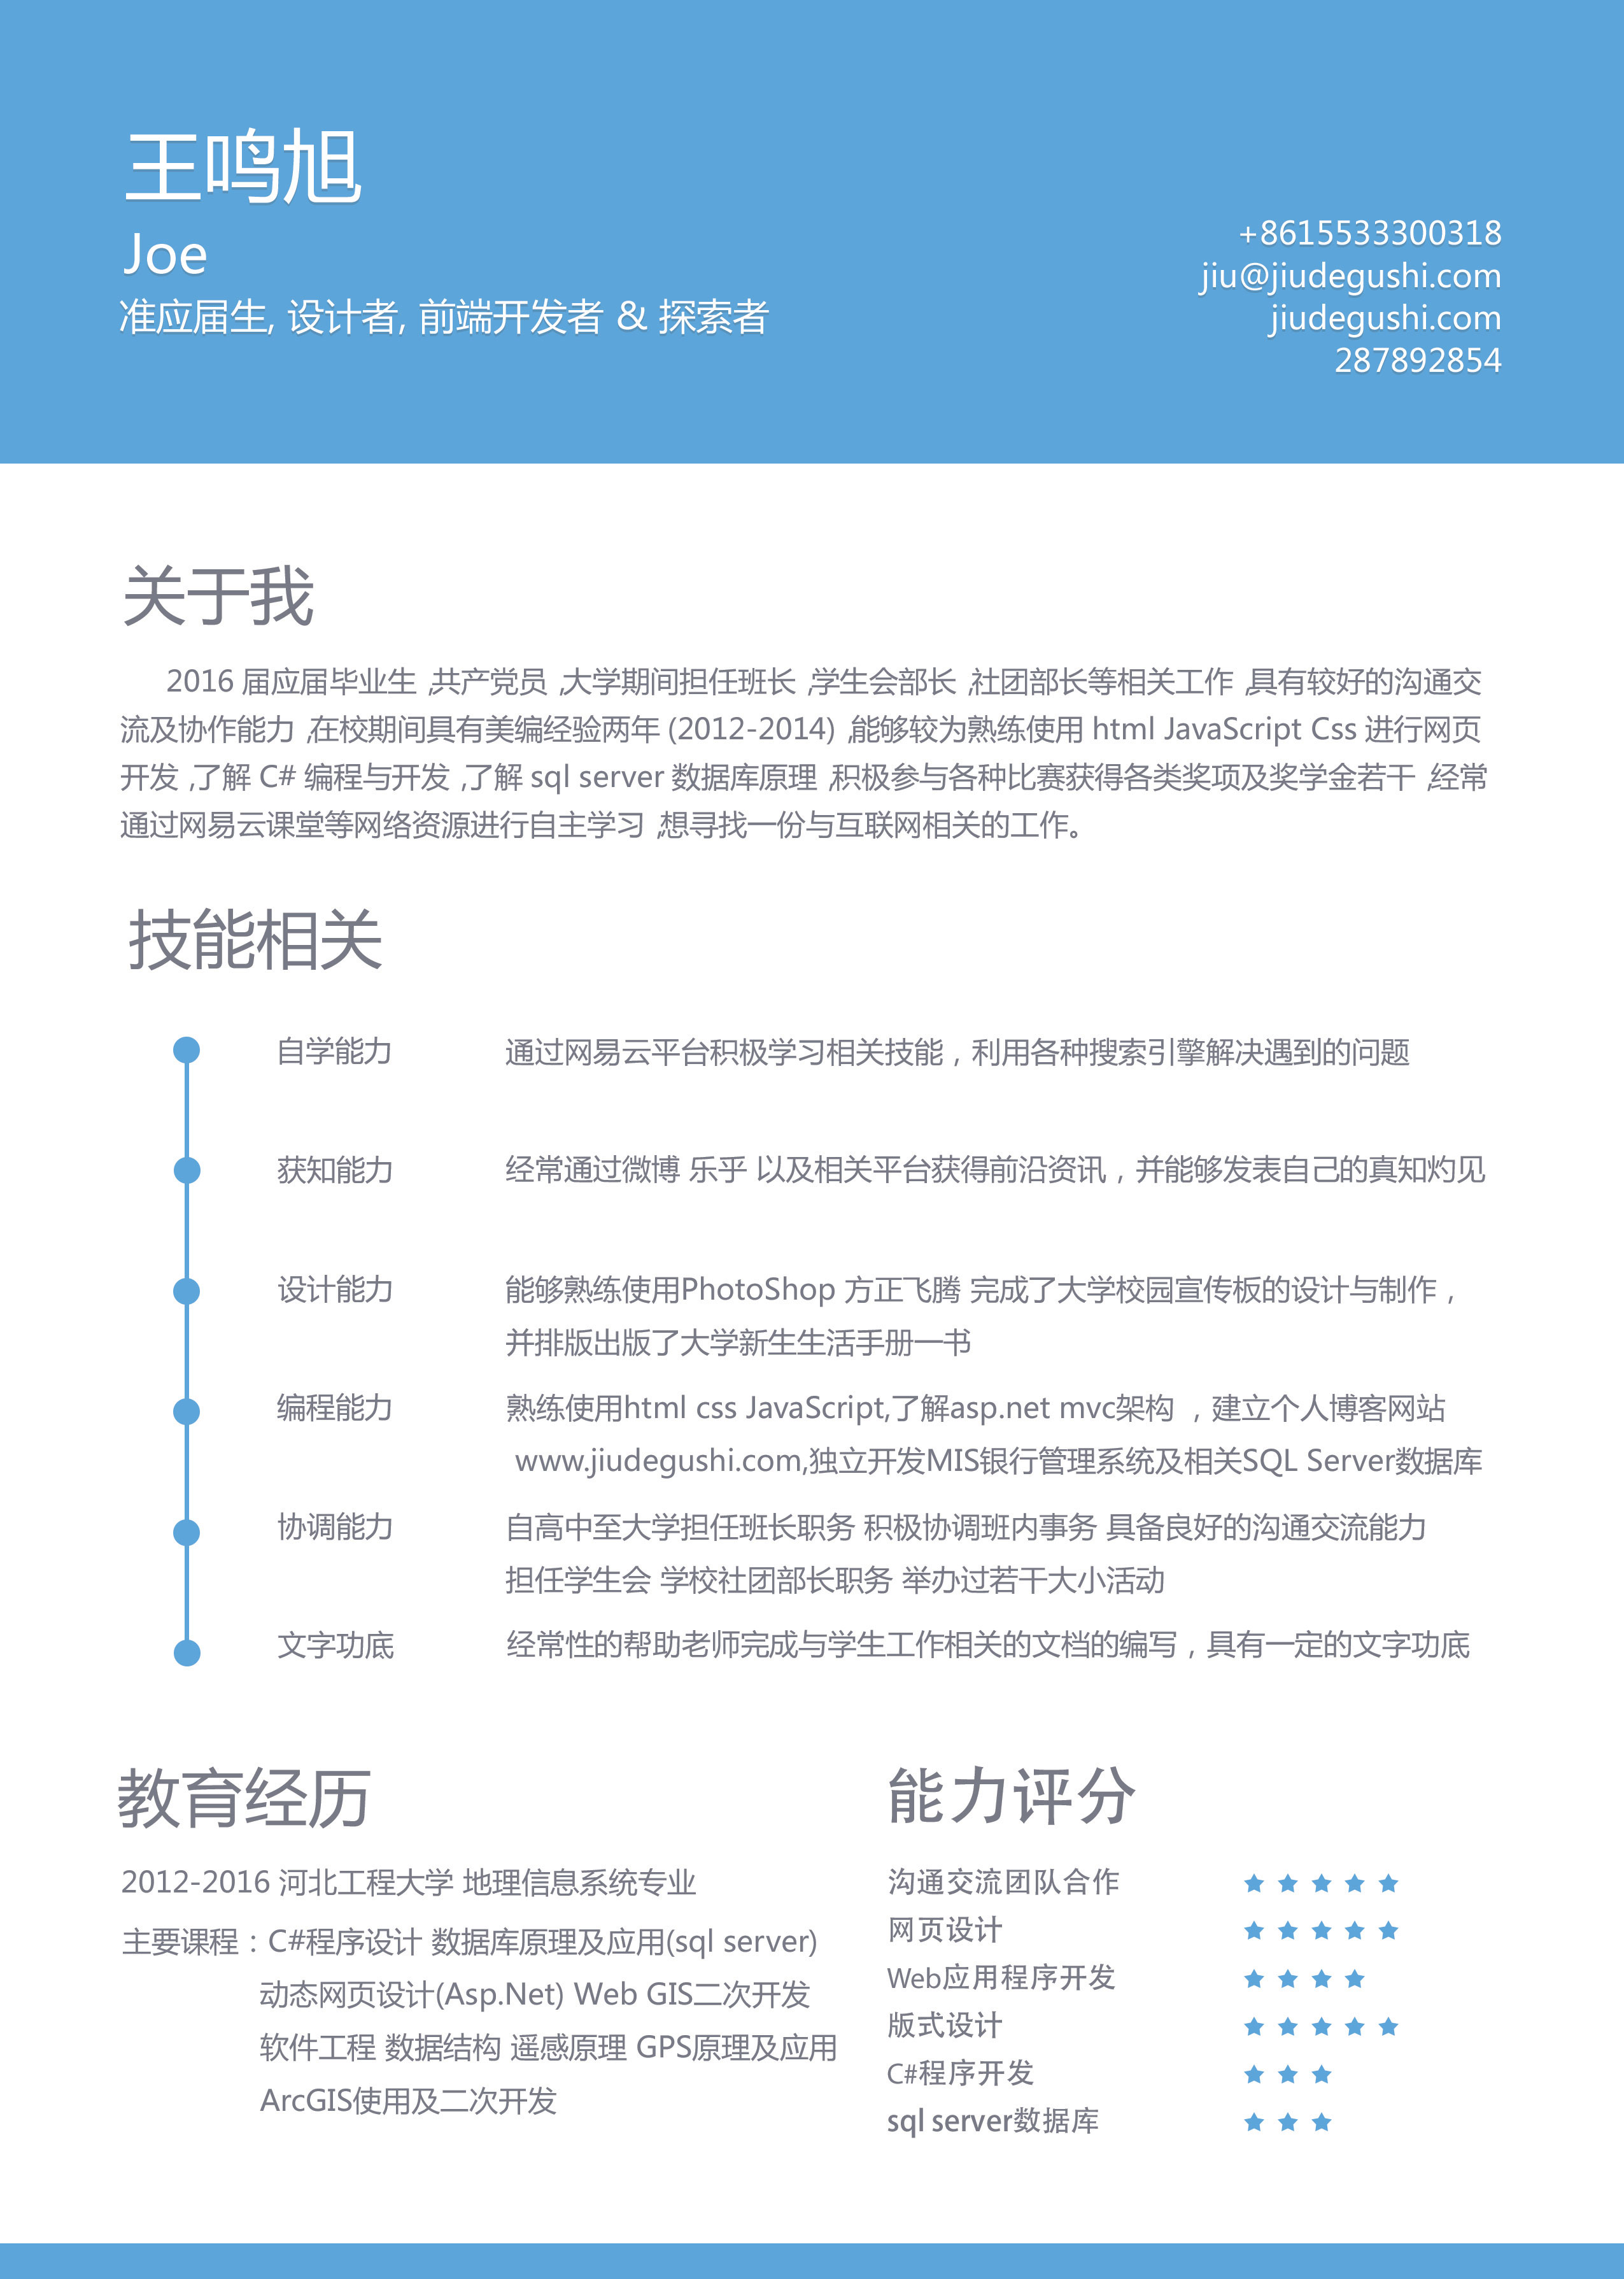 王鸣旭
Joe
准应届生, 设计者, 前端开发者 & 探索者
+8615533300318
jiu@jiudegushi.com
jiudegushi.com
287892854
关于我
2016 届应届毕业生 ,共产党员 ,大学期间担任班长 ,学生会部长 ,社团部长等相关工作 ,具有较好的沟通交
流及协作能力 ,在校期间具有美编经验两年 (2012-2014) ,能够较为熟练使用 html JavaScript Css 进行网页
开发 ,了解 C# 编程与开发 ,了解 sql server 数据库原理 ,积极参与各种比赛获得各类奖项及奖学金若干 ,经常
通过网易云课堂等网络资源进行自主学习 ,想寻找一份与互联网相关的工作。
技能相关
自学能力 通过网易云平台积极学习相关技能，利用各种搜索引擎解决遇到的问题
获知能力 经常通过微博 乐乎 以及相关平台获得前沿资讯，并能够发表自己的真知灼见
设计能力 能够熟练使用PhotoShop 方正飞腾 完成了大学校园宣传板的设计与制作，
并排版出版了大学新生生活手册一书
编程能力 熟练使用html css JavaScript,了解asp.net mvc架构 ，建立个人博客网站
www.jiudegushi.com,独立开发MIS银行管理系统及相关SQL Server数据库
协调能力 自高中至大学担任班长职务 积极协调班内事务 具备良好的沟通交流能力
担任学生会 学校社团部长职务 举办过若干大小活动
文字功底 经常性的帮助老师完成与学生工作相关的文档的编写，具有一定的文字功底
教育经历
2012-2016 河北工程大学 地理信息系统专业
主要课程：C#程序设计 数据库原理及应用(sql server)
动态网页设计(Asp.Net) Web GIS二次开发
软件工程 数据结构 遥感原理 GPS原理及应用
ArcGIS使用及二次开发
能力评分
沟通交流团队合作
网页设计
Web应用程序开发
版式设计
C#程序开发
sql server数据库